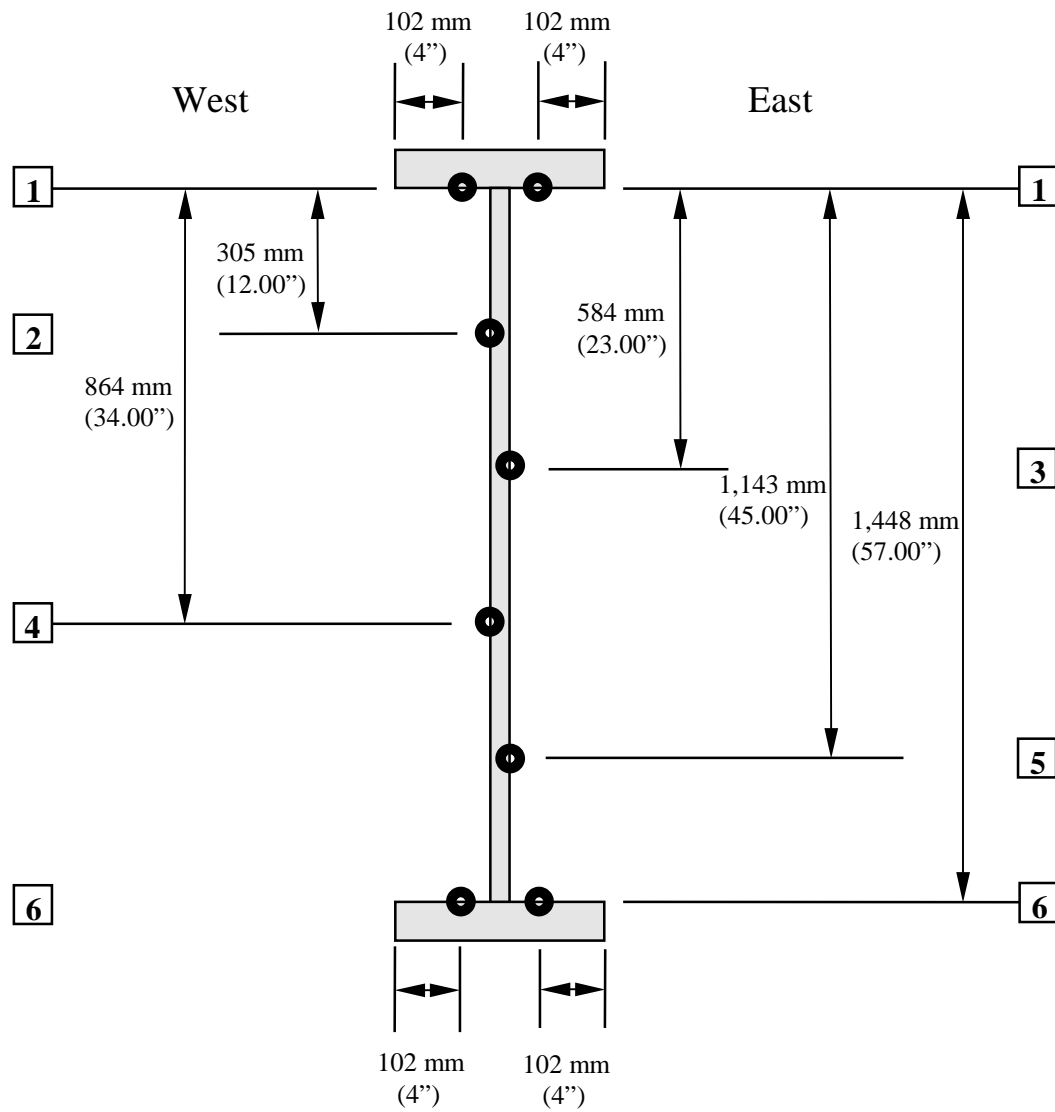 102 mm
(4”)
102 mm
(4”)
West
East
1
1
305 mm
(12.00”)
584 mm
(23.00”)
2
864 mm
(34.00”)
3
1,143 mm
(45.00”)
1,448 mm
(57.00”)
4
5
6
6
102 mm
(4”)
102 mm
(4”)